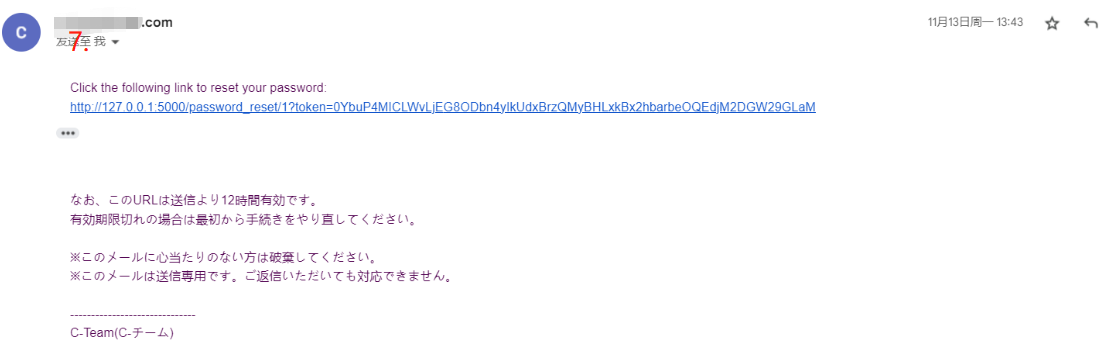 C
.com
11月13日周一 13:43
7.
发送至 我
Click the following link to reset your password:
http://127.0.0.1:5000/password_reset/1?token=0YbuP4MICLWvLjEG8ODbn4yIkUdxBrzQMyBHLxkBx2hbarbeOQEdjM2DGW29GLaM
なお、このURLは送信より12時間有効です。
有効期限切れの場合は最初から手続きをやり直してください。
※このメールに心当たりのない方は破棄してください。
※このメールは送信専用です。ご返信いただいても対応できません。
------------------------------
C-Team(C-チーム)